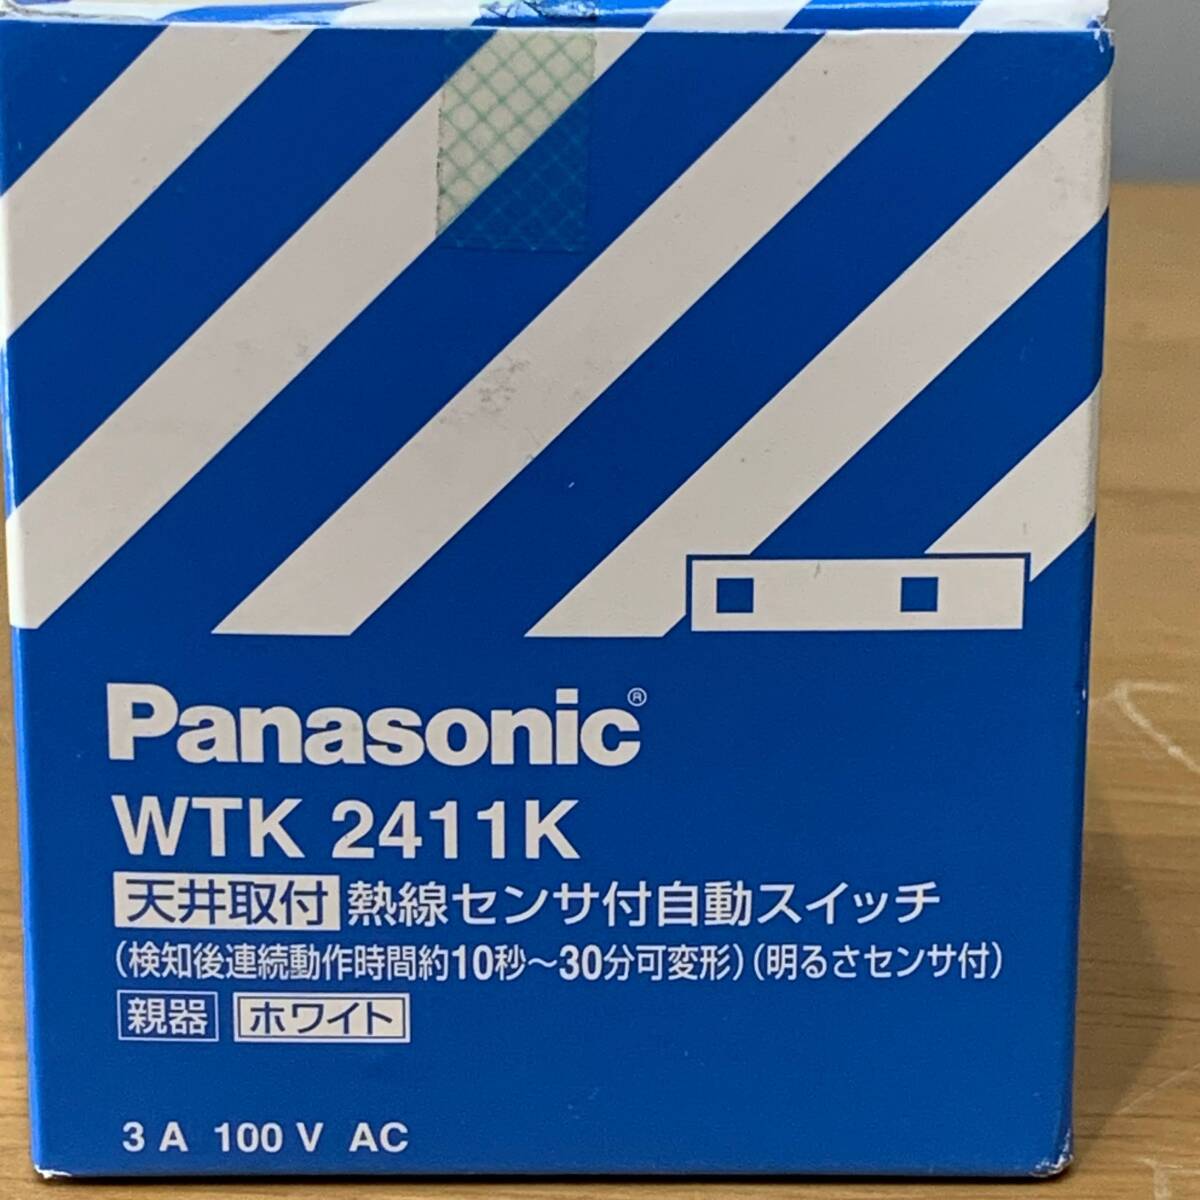 Panasonic®
WTK 2411K
天井取付 熱線センサ付自動スイッチ
(検知後連続動作時間約10秒～30分可変形)(明るさセンサ付)
親器 ホワイト
3 A 100 V AC